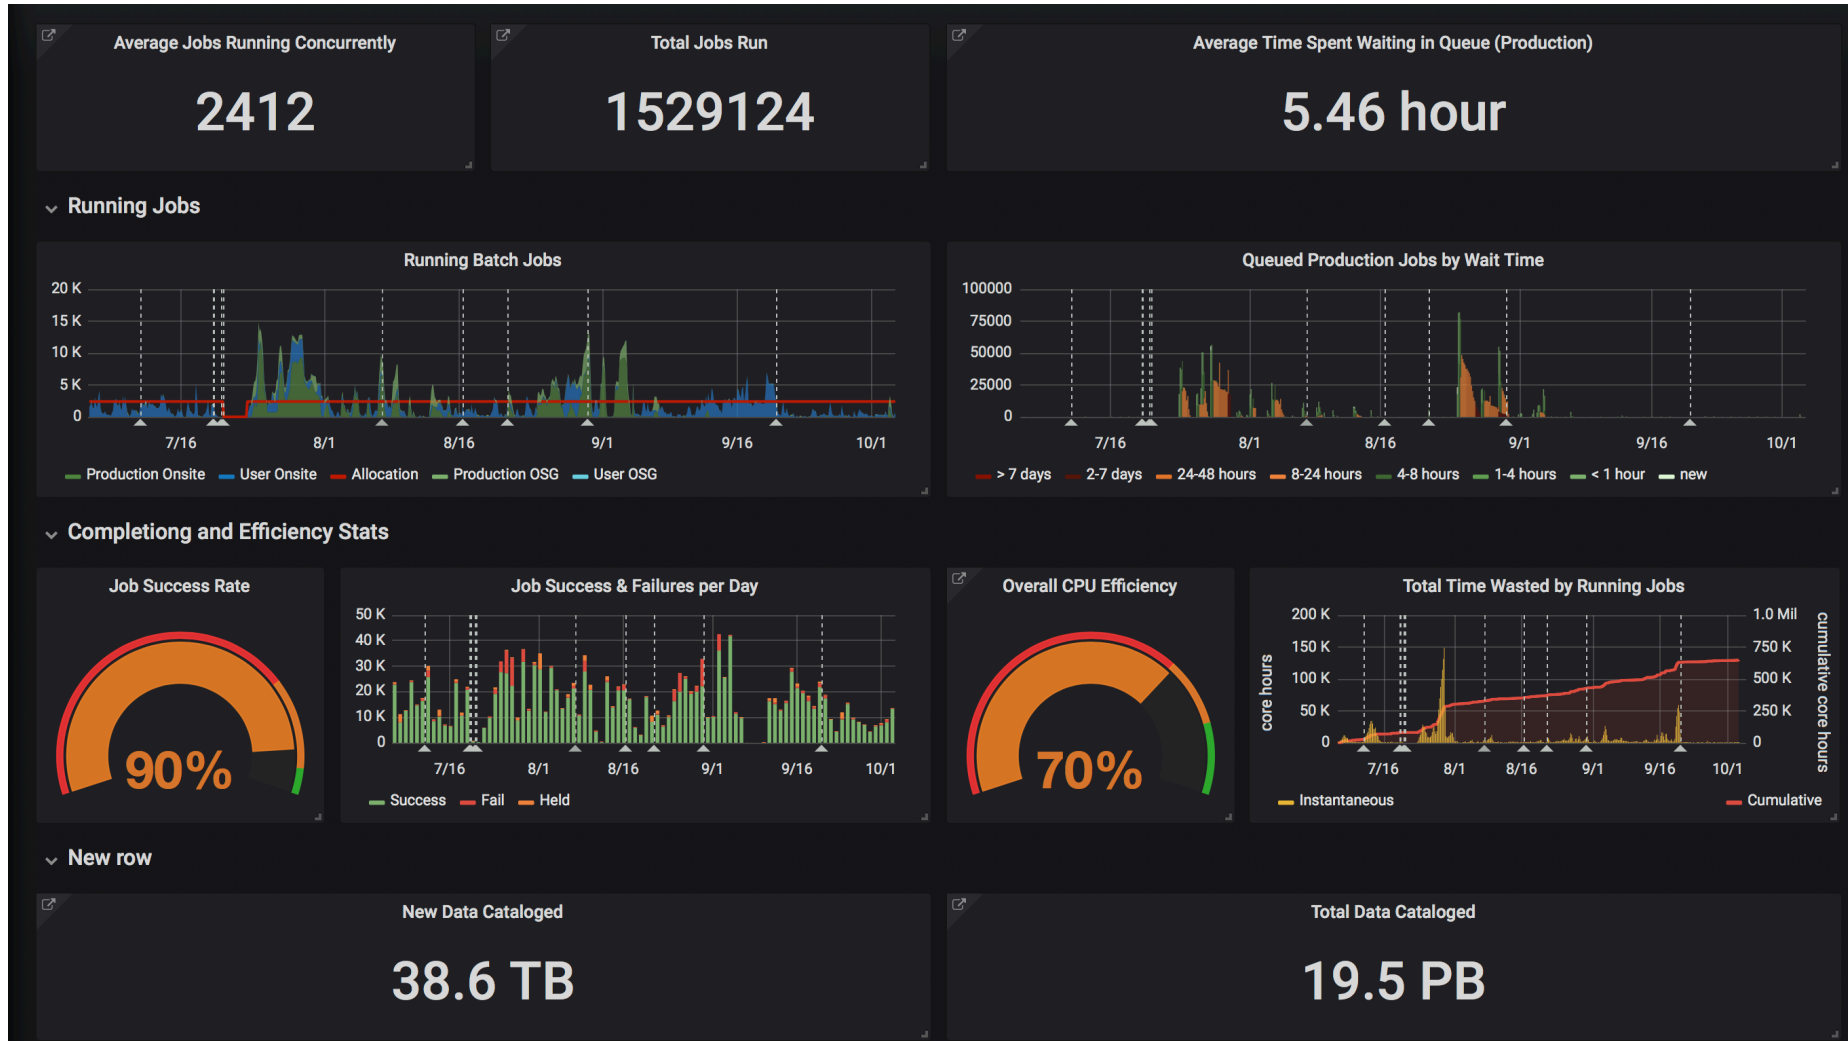 Average Jobs Running Concurrently
2412
Total Jobs Run
1529124
Average Time Spent Waiting in Queue (Production)
5.46 hour
Running Jobs
Running Batch Jobs
20 K
15 K
10 K
5 K
0
7/16 8/1 8/16 9/1 9/16 10/1
Production Onsite User Onsite Allocation Production OSG User OSG
Queued Production Jobs by Wait Time
100000
75000
50000
25000
0
7/16 8/1 8/16 9/1 9/16 10/1
> 7 days 2-7 days 24-48 hours 8-24 hours 4-8 hours 1-4 hours < 1 hour new
Completiong and Efficiency Stats
Job Success Rate
90%
Job Success & Failures per Day
50 K
40 K
30 K
20 K
10 K
0
7/16 8/1 8/16 9/1 9/16 10/1
Success Fail Held
Overall CPU Efficiency
70%
Total Time Wasted by Running Jobs
core hours
200 K
150 K
100 K
50 K
0
1.0 Mil
750 K
500 K
250 K
0
cumulative core hours
7/16 8/1 8/16 9/1 9/16 10/1
Instantaneous Cumulative
New row
New Data Cataloged
38.6 TB
Total Data Cataloged
19.5 PB